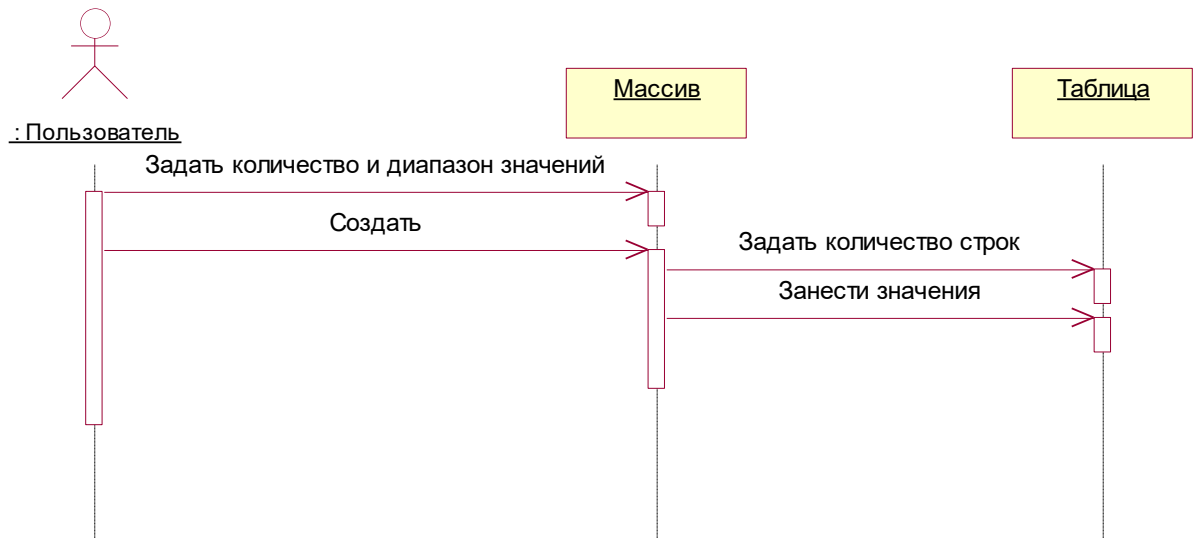 Массив
Таблица
: Пользователь
Задать количество и диапазон значений
Создать
Задать количество строк
Занести значения